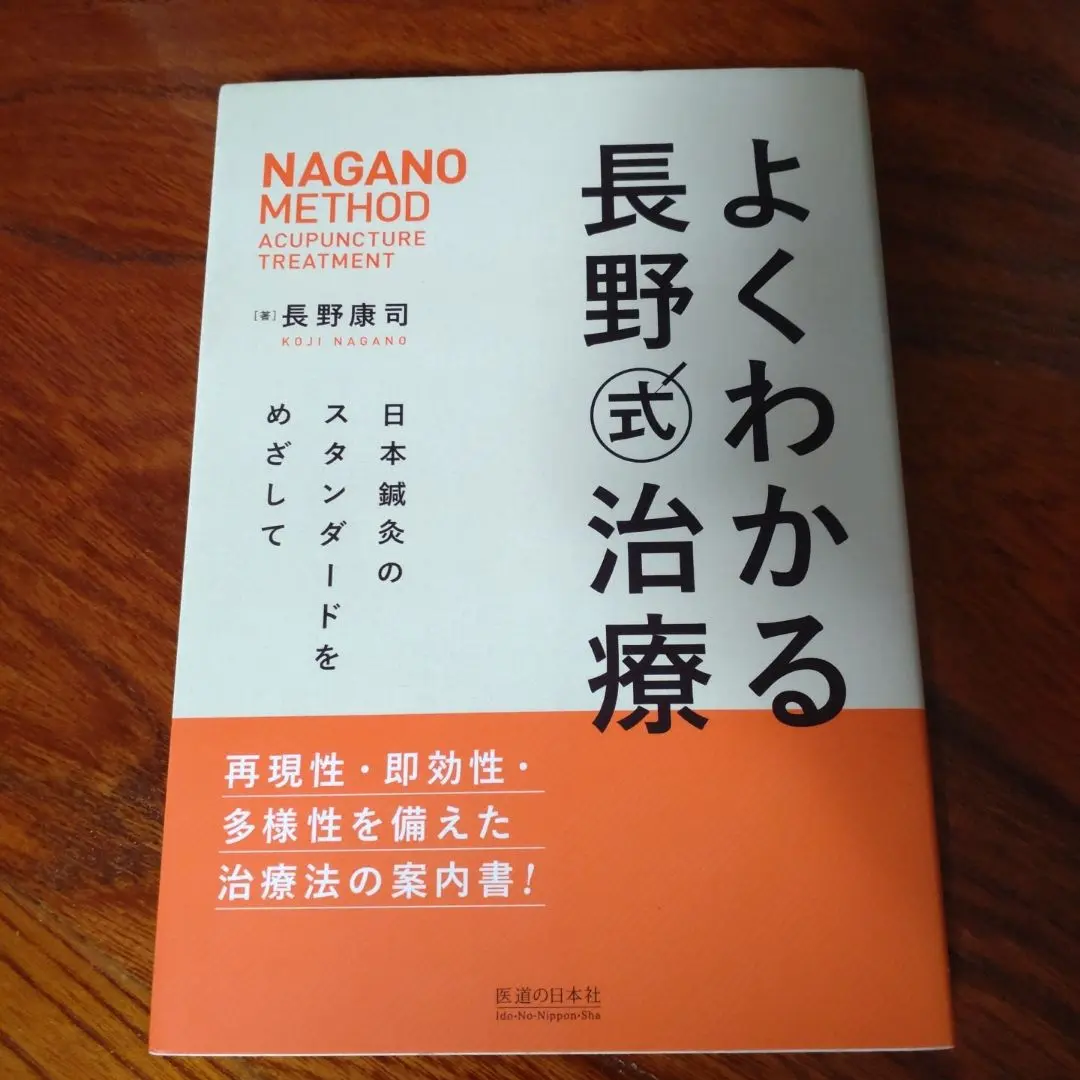 よくわかる
長野式治療
NAGANO
METHOD
ACUPUNCTURE
TREATMENT
[著]長野康司
KOJI NAGANO
日本鍼灸の
スタンダードを
めざして
再現性・即効性・
多様性を備えた
治療法の案内書!
医道の日本社
Ido-No-Nippon-Sha